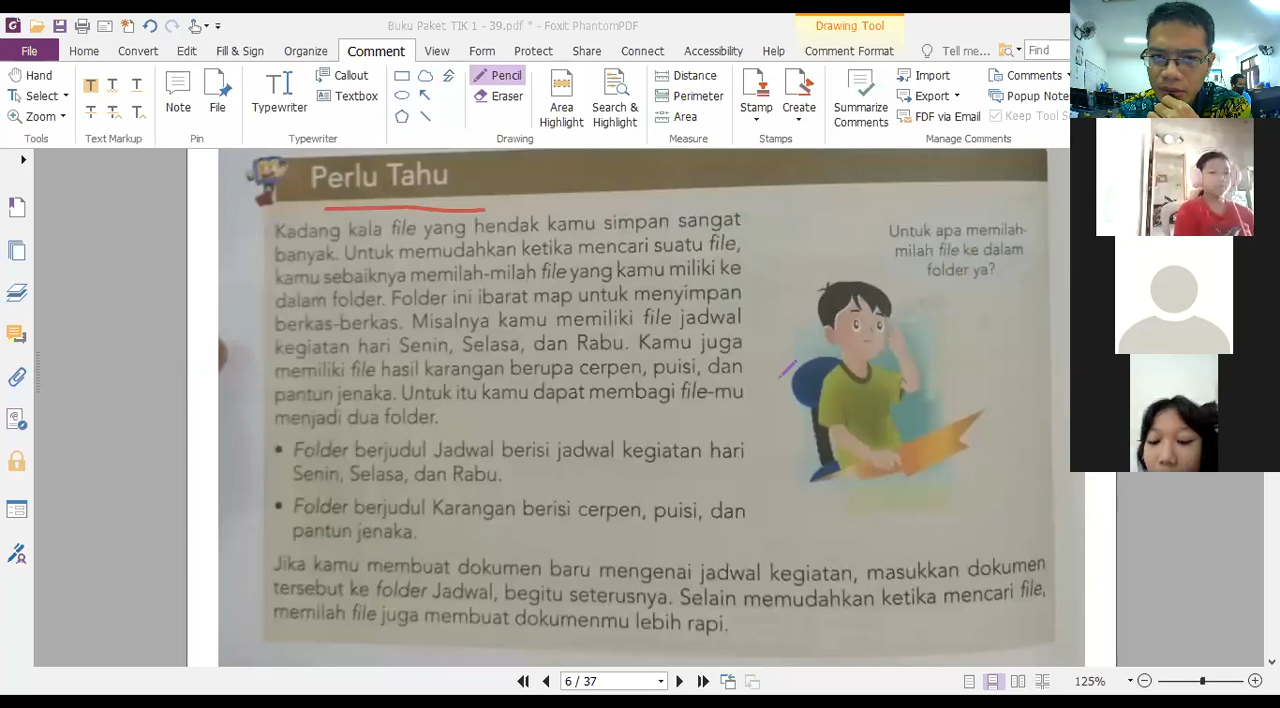 Buku Paket TIK 1 - 39.pdf * - Foxit PhantomPDF
Drawing Tool
File Home Convert Edit Fill & Sign Organize Comment View Form Protect Share Connect Accessibility Help Comment Format Tell me... Find
Hand
Select
Zoom
Tools
T T T
T T T
Text Markup
Note
File
Pin
Typewriter
Callout
Textbox
Typewriter
Pencil
Eraser
Drawing
Area Highlight
Search & Highlight
Distance
Perimeter
Area
Measure
Stamp
Create
Stamps
Summarize Comments
Import
Export
FDF via Email
Comments
Popup Note
Keep Tool S
Manage Comments
Perlu Tahu
Kadang kala file yang hendak kamu simpan sangat
banyak. Untuk memudahkan ketika mencari suatu file,
kamu sebaiknya memilah-milah file yang kamu miliki ke
dalam folder. Folder ini ibarat map untuk menyimpan
berkas-berkas. Misalnya kamu memiliki file jadwal
kegiatan hari Senin, Selasa, dan Rabu. Kamu juga
memiliki file hasil karangan berupa cerpen, puisi, dan
pantun jenaka. Untuk itu kamu dapat membagi file-mu
menjadi dua folder.
• Folder berjudul Jadwal berisi jadwal kegiatan hari
Senin, Selasa, dan Rabu.
• Folder berjudul Karangan berisi cerpen, puisi, dan
pantun jenaka.
Untuk apa memilah-
milah file ke dalam
folder ya?
Jika kamu membuat dokumen baru mengenai jadwal kegiatan, masukkan dokumen
tersebut ke folder Jadwal, begitu seterusnya. Selain memudahkan ketika mencari file,
memilah file juga membuat dokumenmu lebih rapi.
6 / 37
125%